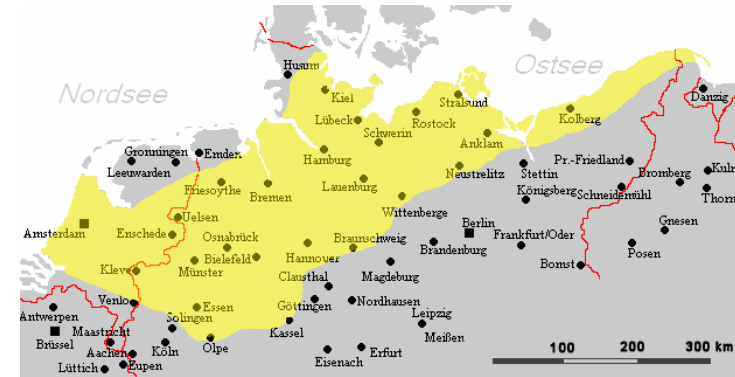 Husum
Ostsee
Nordsee
Kiel
Stralsund
Danzig
Lübeck
Rostock
Kolberg
Schwerin
Anklam
Gronningen
Emden
Hamburg
Pr.-Friedland
Leeuwarden
Stettin
Bromberg
Kulm
Friesoythe
Bremen
Lauenburg
Neustrelitz
Königsberg
Schneidemühl
Thorn
Uelsen
Wittenberge
Amsterdam
Enschede
Osnabrück
Braunschweig
Berlin
Gnesen
Hannover
Brandenburg
Frankfurt/Oder
Posen
Kleve
Münster
Bielefeld
Clausthal
Magdeburg
Bomst
Venlo
Essen
Göttingen
Nordhausen
Antwerpen
Solingen
Leipzig
Maastricht
Kassel
Brüssel
Köln
Olpe
Meißen
Aachen
Eisenach
Erfurt
Lüttich
Eupen
100 200 300 km